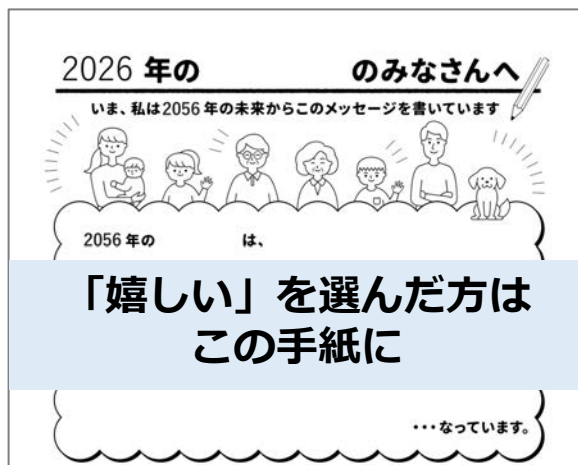 2026 年の のみなさんへ
いま、私は2056 年の未来からこのメッセージを書いています
2056 年の は、
「嬉しい」を選んだ方は
この手紙に
・・・なっています。